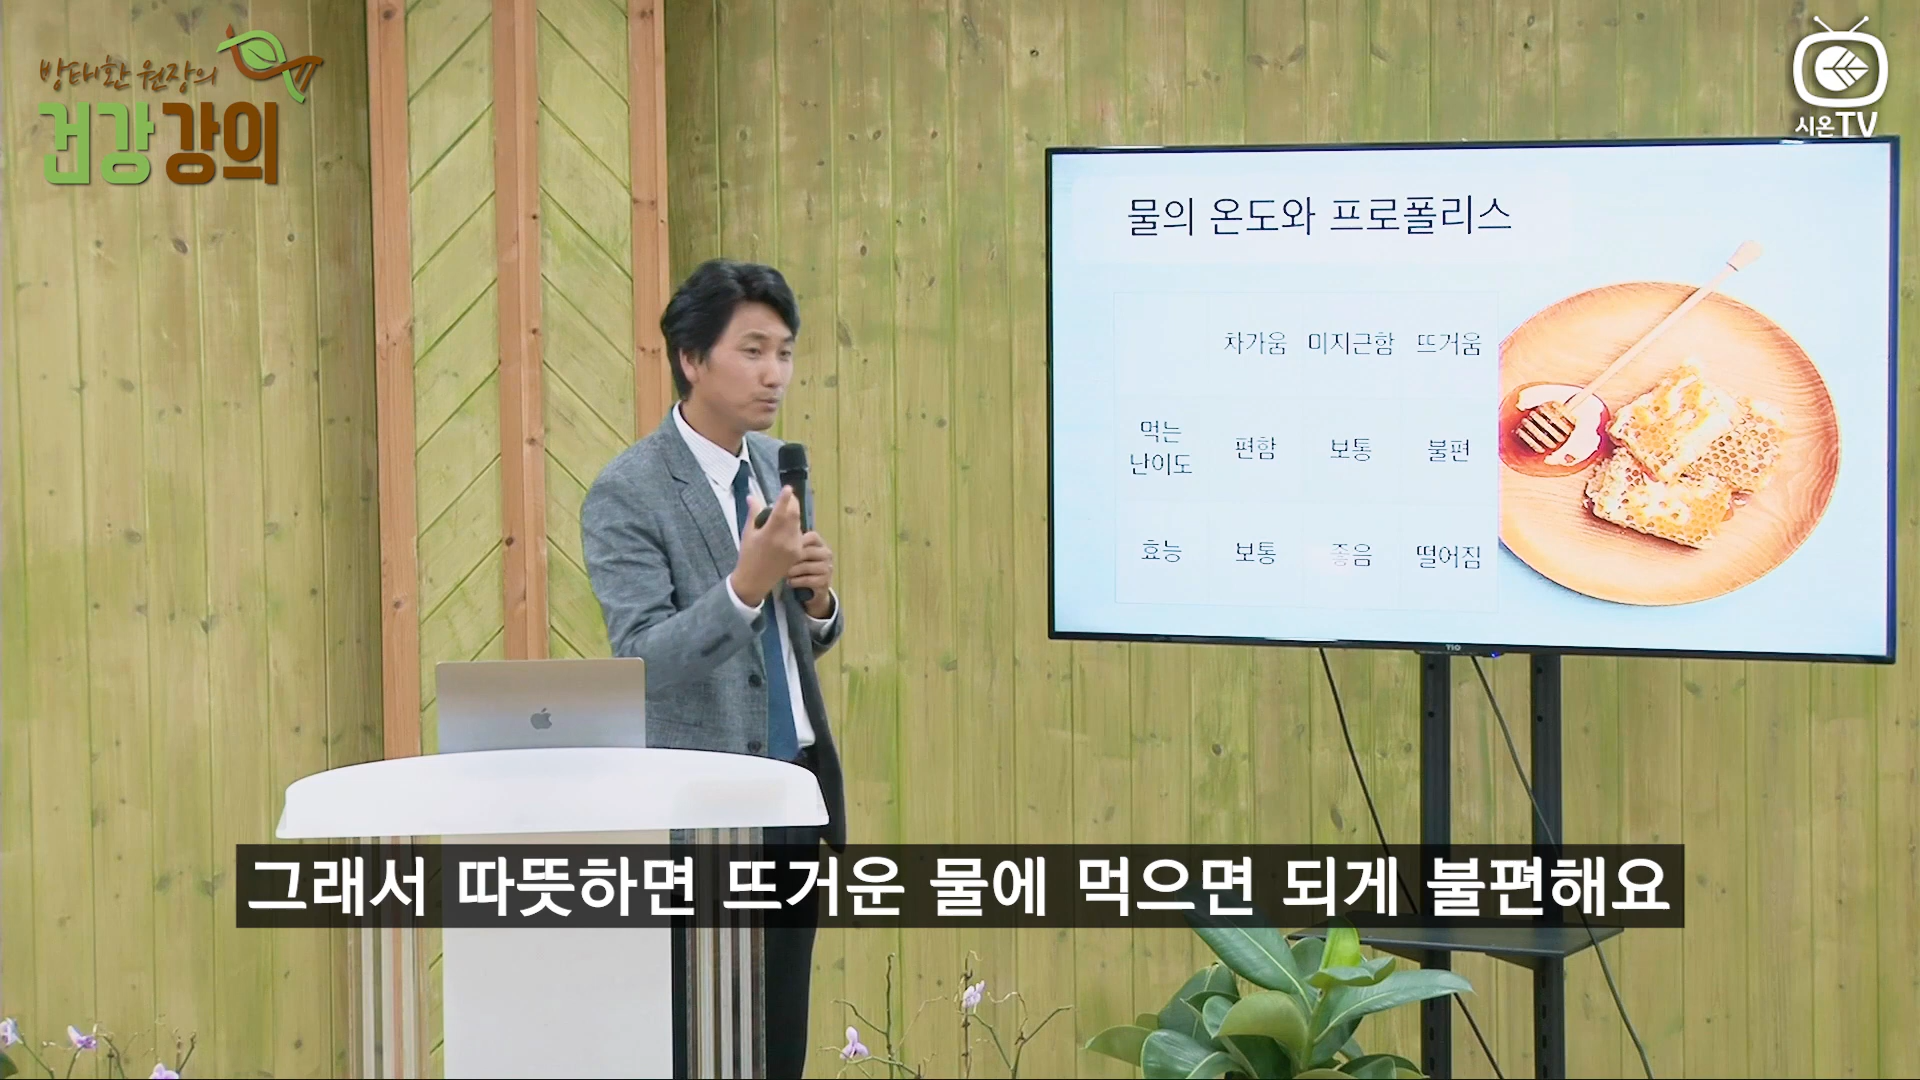 방태환 원장의
건강 강의
시온TV
물의 온도와 프로폴리스
차가움 미지근함 뜨거움
먹는
난이도 편함 보통 불편
효능 보통 좋음 떨어짐
TIO
그래서 따뜻하면 뜨거운 물에 먹으면 되게 불편해요